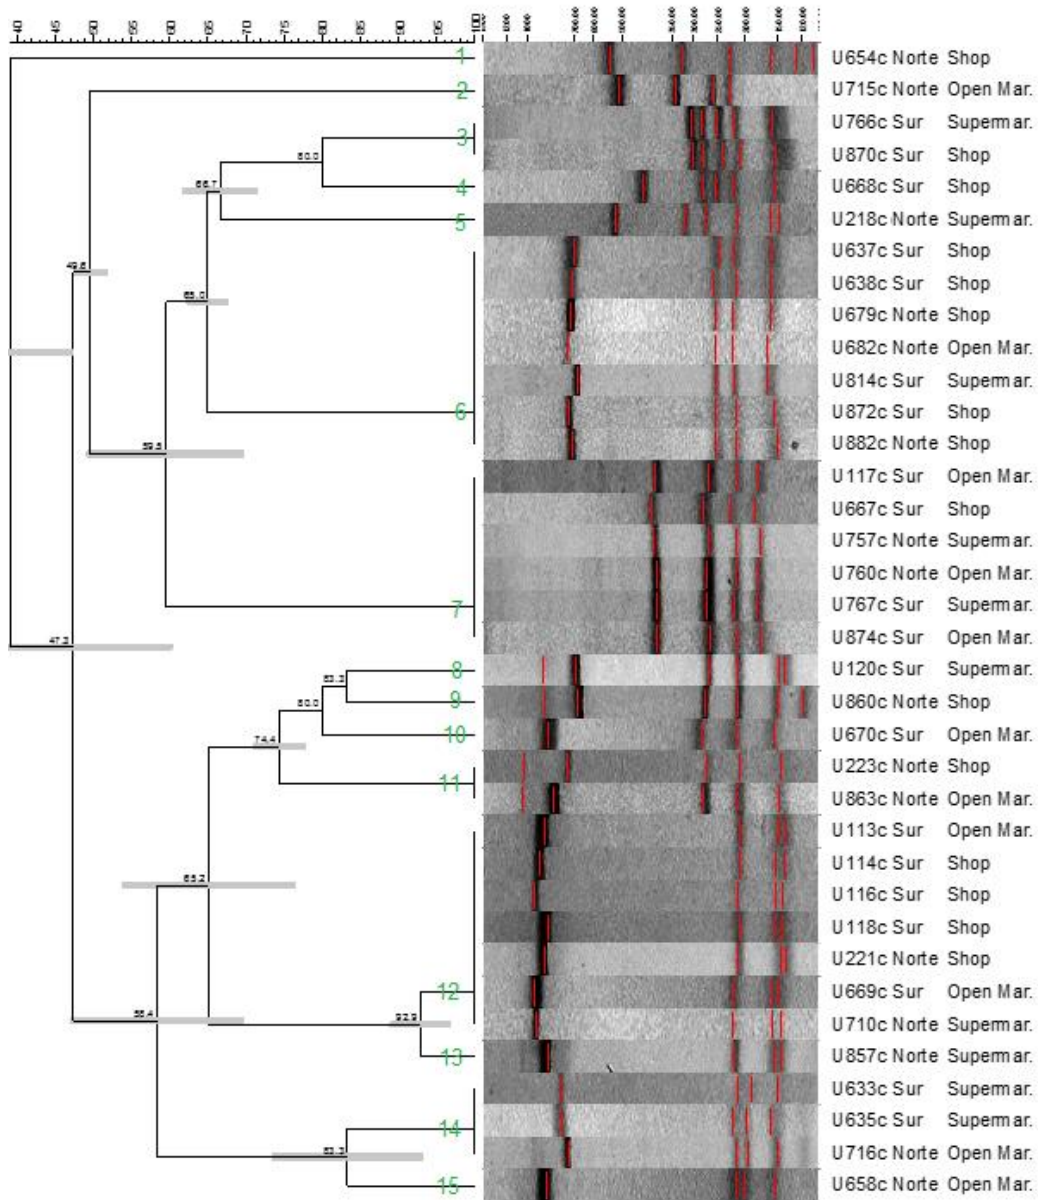 40 45 50 55 60 65 70 75 80 85 90 95 100
1 U654c Norte Shop
2 U715c Norte Open Mar.
U766c Sur Supermar.
3
U870c Sur Shop
80.0
4 U668c Sur Shop
66.7
5 U218c Norte Supermar.
U637c Sur Shop
49.6
U638c Sur Shop
65.0
U679c Norte Shop
U682c Norte Open Mar.
U814c Sur Supermar.
6 U872c Sur Shop
U882c Norte Shop
59.5
U117c Sur Open Mar.
U667c Sur Shop
U757c Norte Supermar.
U760c Norte Open Mar.
7 U767c Sur Supermar.
U874c Sur Open Mar.
47.3
8 U120c Sur Supermar.
83.3
9 U860c Norte Shop
80.0
10 U670c Sur Open Mar.
74.4
U223c Norte Shop
11
U863c Norte Open Mar.
U113c Sur Open Mar.
U114c Sur Shop
65.2
U116c Sur Shop
U118c Sur Shop
U221c Norte Shop
12 U669c Sur Open Mar.
58.4
92.9
U710c Norte Supermar.
13 U857c Norte Supermar.
U633c Sur Supermar.
14 U635c Sur Supermar.
U716c Norte Open Mar.
83.3
15 U658c Norte Open Mar.